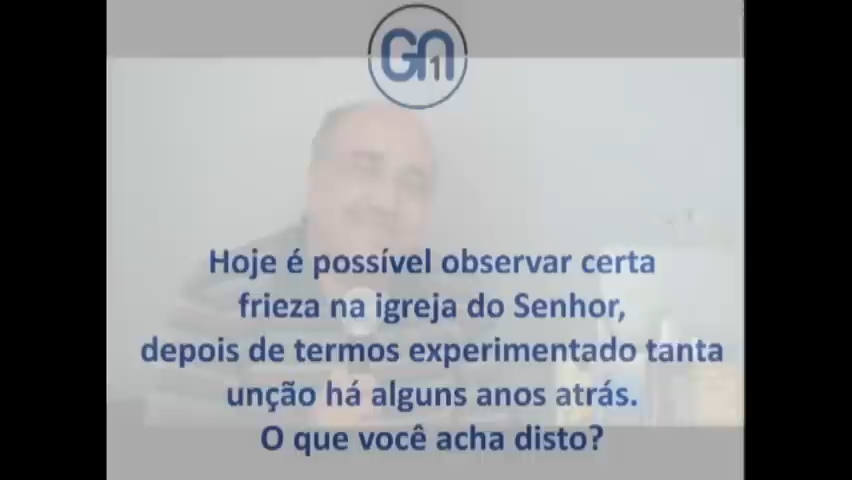 GN1
Hoje é possível observar certa
frieza na igreja do Senhor,
depois de termos experimentado tanta
unção há alguns anos atrás.
O que você acha disto?